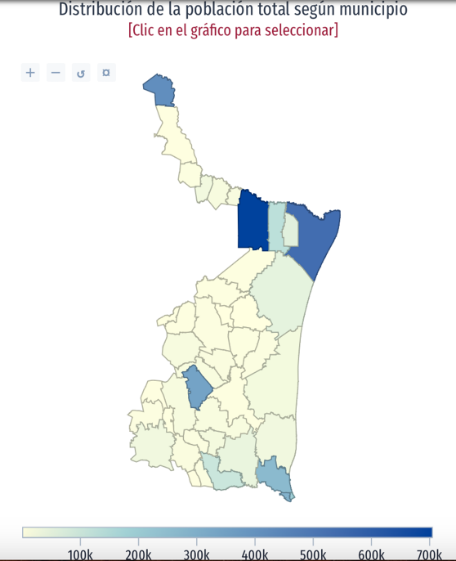 Distribución de la población total según municipio
[Clic en el gráfico para seleccionar]
+ − ↺ ¤
100k 200k 300k 400k 500k 600k 700k